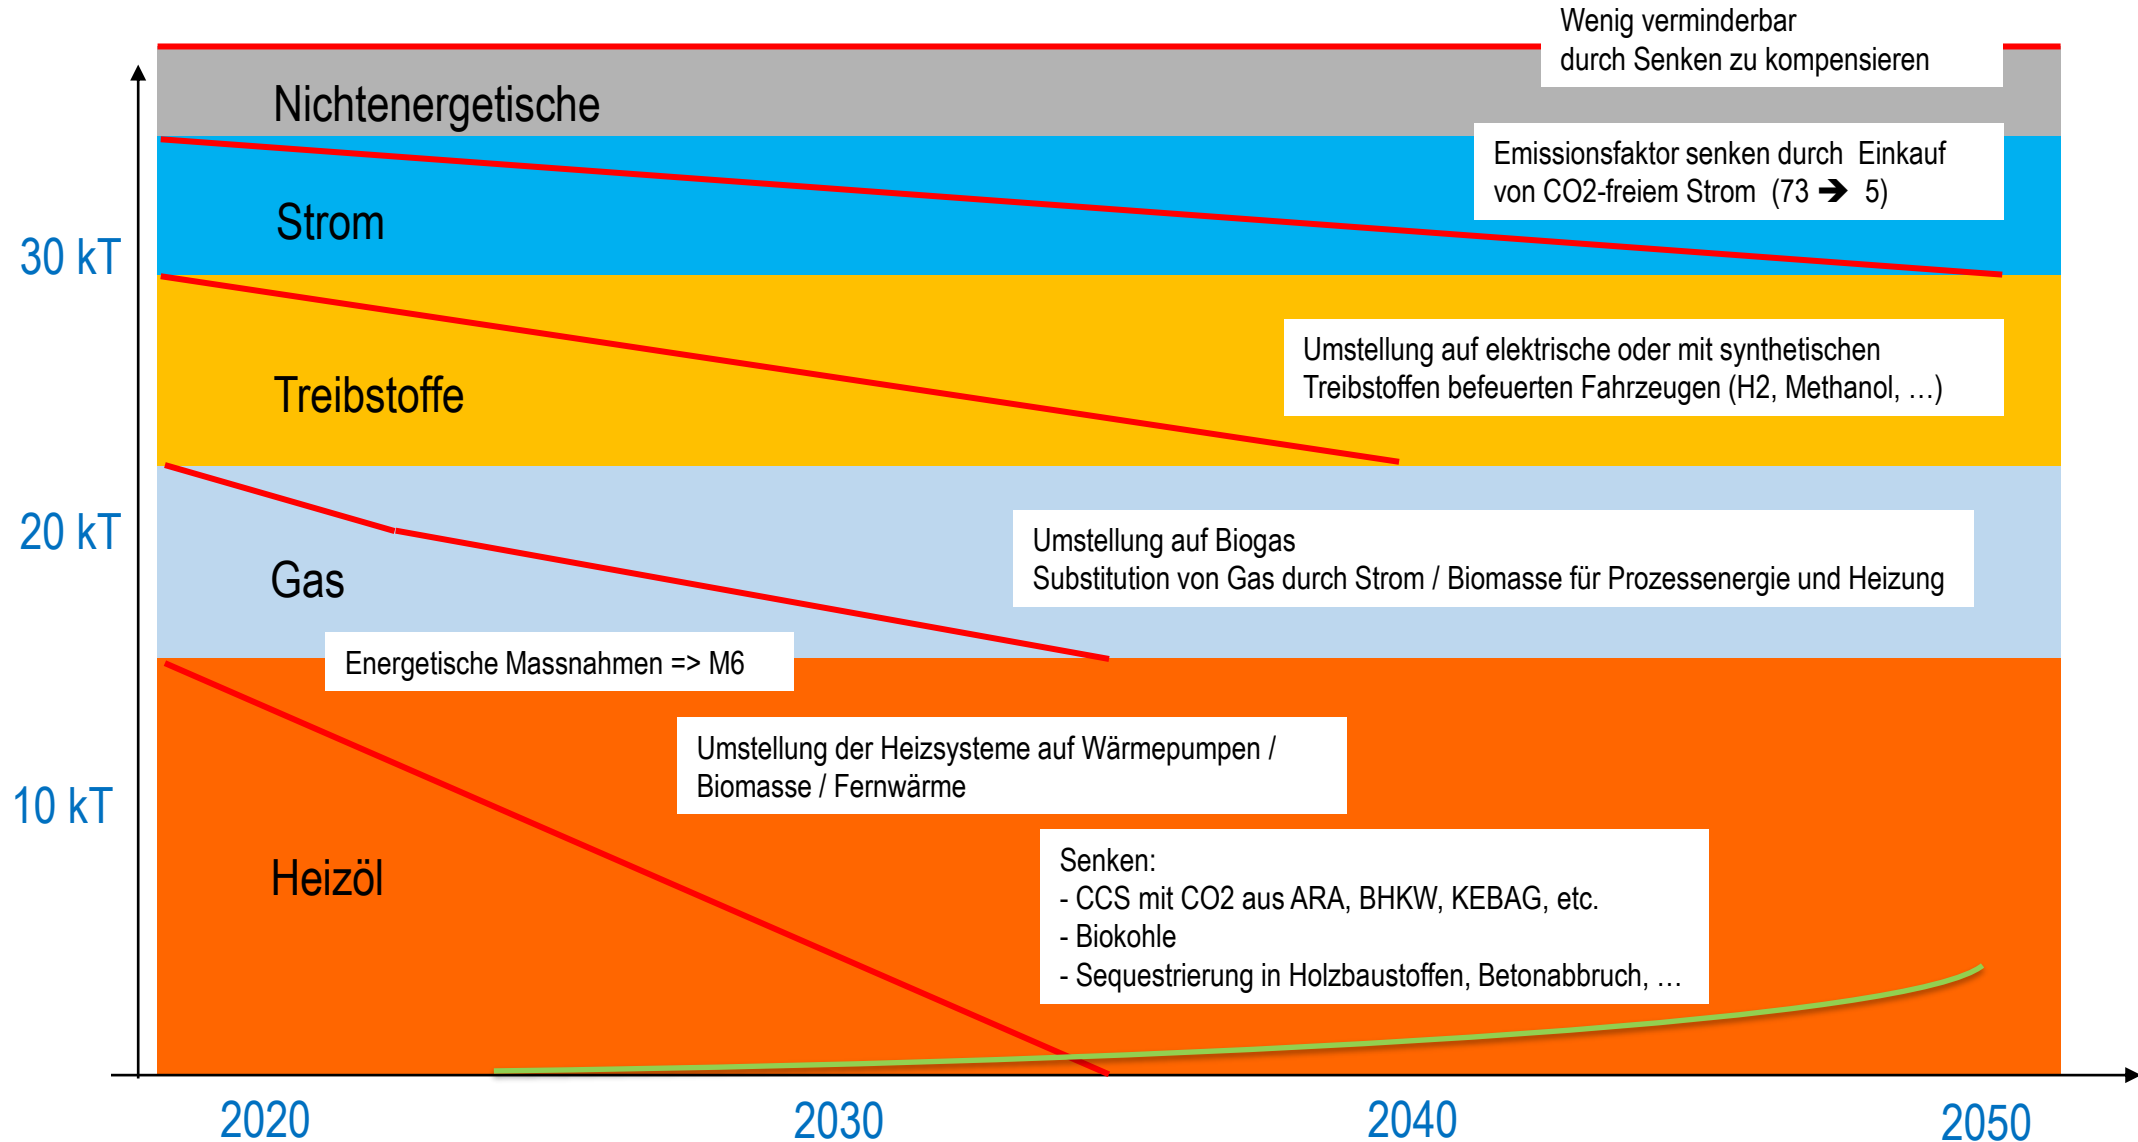 Wenig verminderbar
durch Senken zu kompensieren
Nichtenergetische
Emissionsfaktor senken durch Einkauf
von CO2-freiem Strom (73 ➔ 5)
Strom
30 kT
Umstellung auf elektrische oder mit synthetischen
Treibstoffen befeuerten Fahrzeugen (H2, Methanol, …)
Treibstoffe
20 kT
Umstellung auf Biogas
Substitution von Gas durch Strom / Biomasse für Prozessenergie und Heizung
Gas
Energetische Massnahmen => M6
Umstellung der Heizsysteme auf Wärmepumpen /
Biomasse / Fernwärme
10 kT
Heizöl
Senken:
- CCS mit CO2 aus ARA, BHKW, KEBAG, etc.
- Biokohle
- Sequestrierung in Holzbaustoffen, Betonabbruch, …
2020
2030
2040
2050